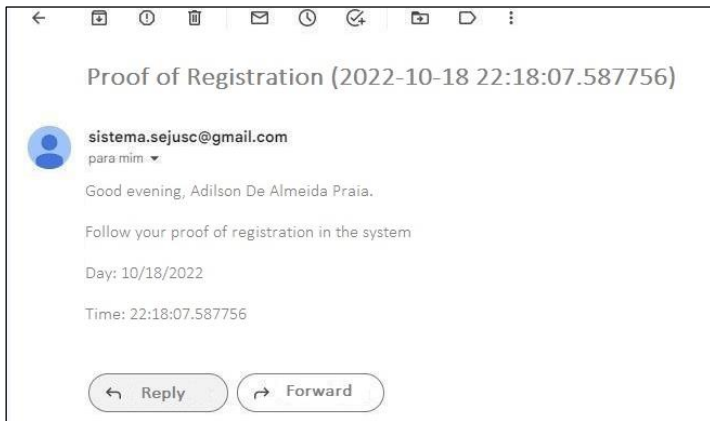 Proof of Registration (2022-10-18 22:18:07.587756)
sistema.sejusc@gmail.com
para mim
Good evening, Adilson De Almeida Praia.
Follow your proof of registration in the system
Day: 10/18/2022
Time: 22:18:07.587756
Reply
Forward